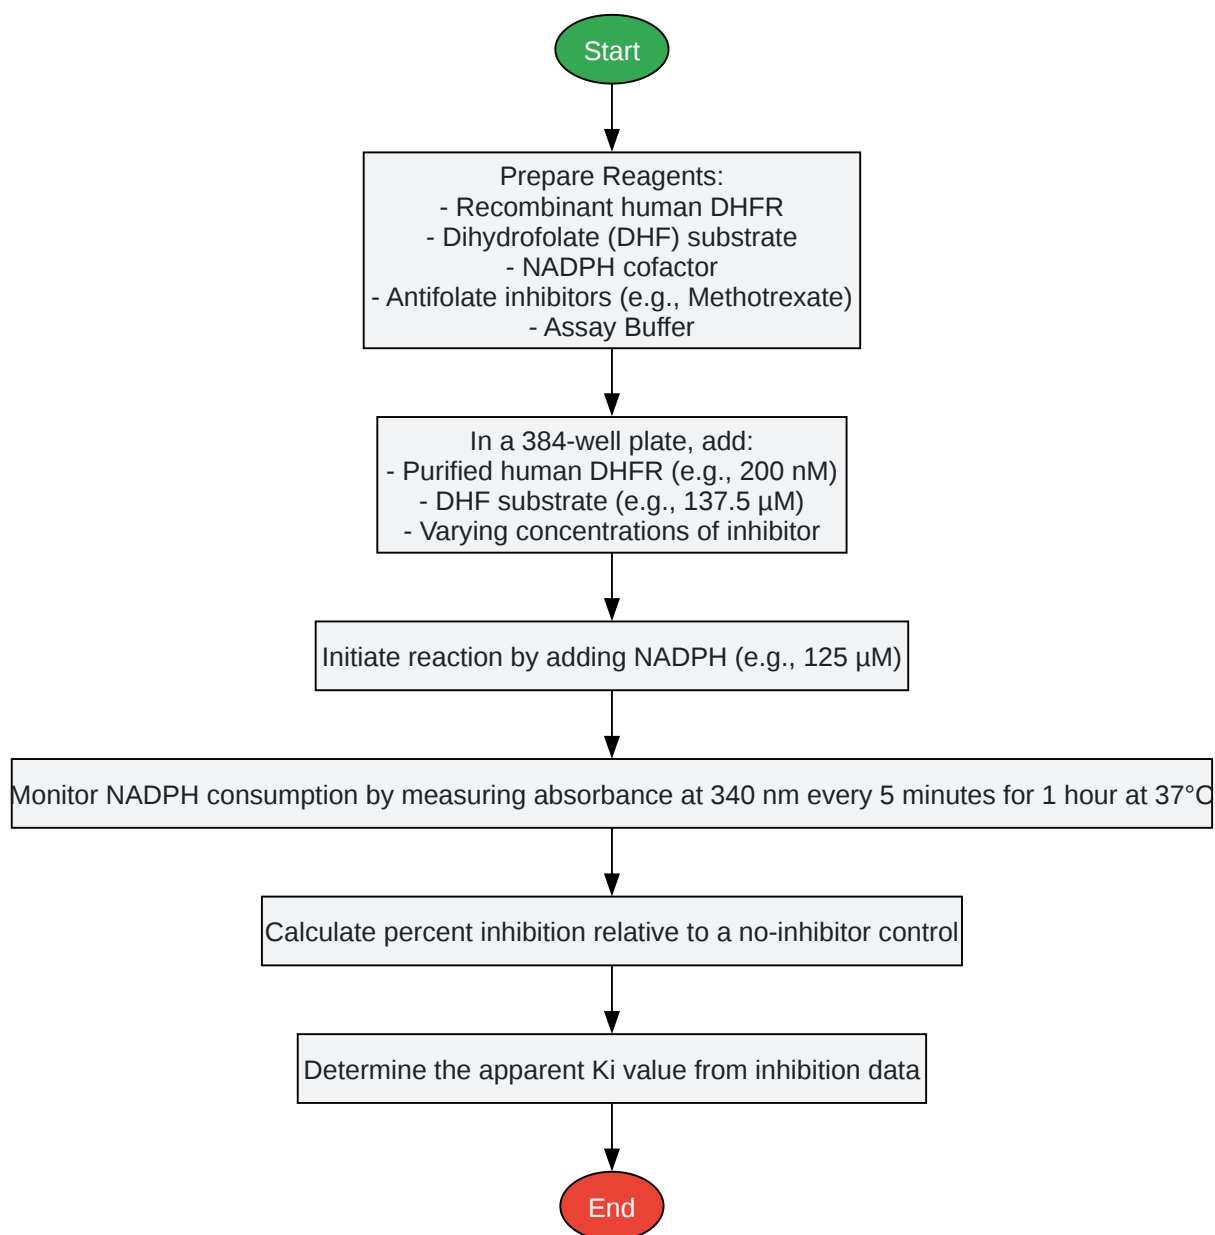 Start
Prepare Reagents:
- Recombinant human DHFR
- Dihydrofolate (DHF) substrate
- NADPH cofactor
- Antifolate inhibitors (e.g., Methotrexate)
- Assay Buffer
In a 384-well plate, add:
- Purified human DHFR (e.g., 200 nM)
- DHF substrate (e.g., 137.5 µM)
- Varying concentrations of inhibitor
Initiate reaction by adding NADPH (e.g., 125 µM)
Monitor NADPH consumption by measuring absorbance at 340 nm every 5 minutes for 1 hour at 37°C
Calculate percent inhibition relative to a no-inhibitor control
Determine the apparent Ki value from inhibition data
End